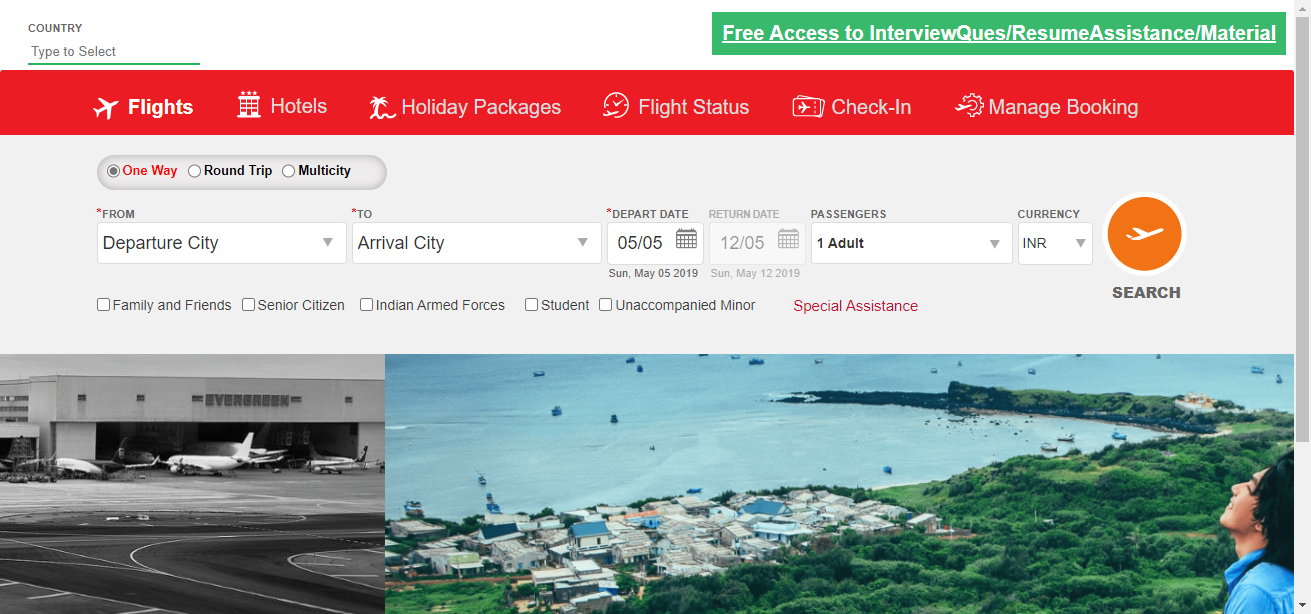 COUNTRY
Type to Select
Free Access to InterviewQues/ResumeAssistance/Material
Flights Hotels Holiday Packages Flight Status Check-In Manage Booking
One Way Round Trip Multicity
*FROM *TO *DEPART DATE RETURN DATE PASSENGERS CURRENCY
Departure City Arrival City 05/05 12/05 1 Adult INR
Sun, May 05 2019 Sun, May 12 2019
SEARCH
Family and Friends Senior Citizen Indian Armed Forces Student Unaccompanied Minor Special Assistance
EVERGREEN